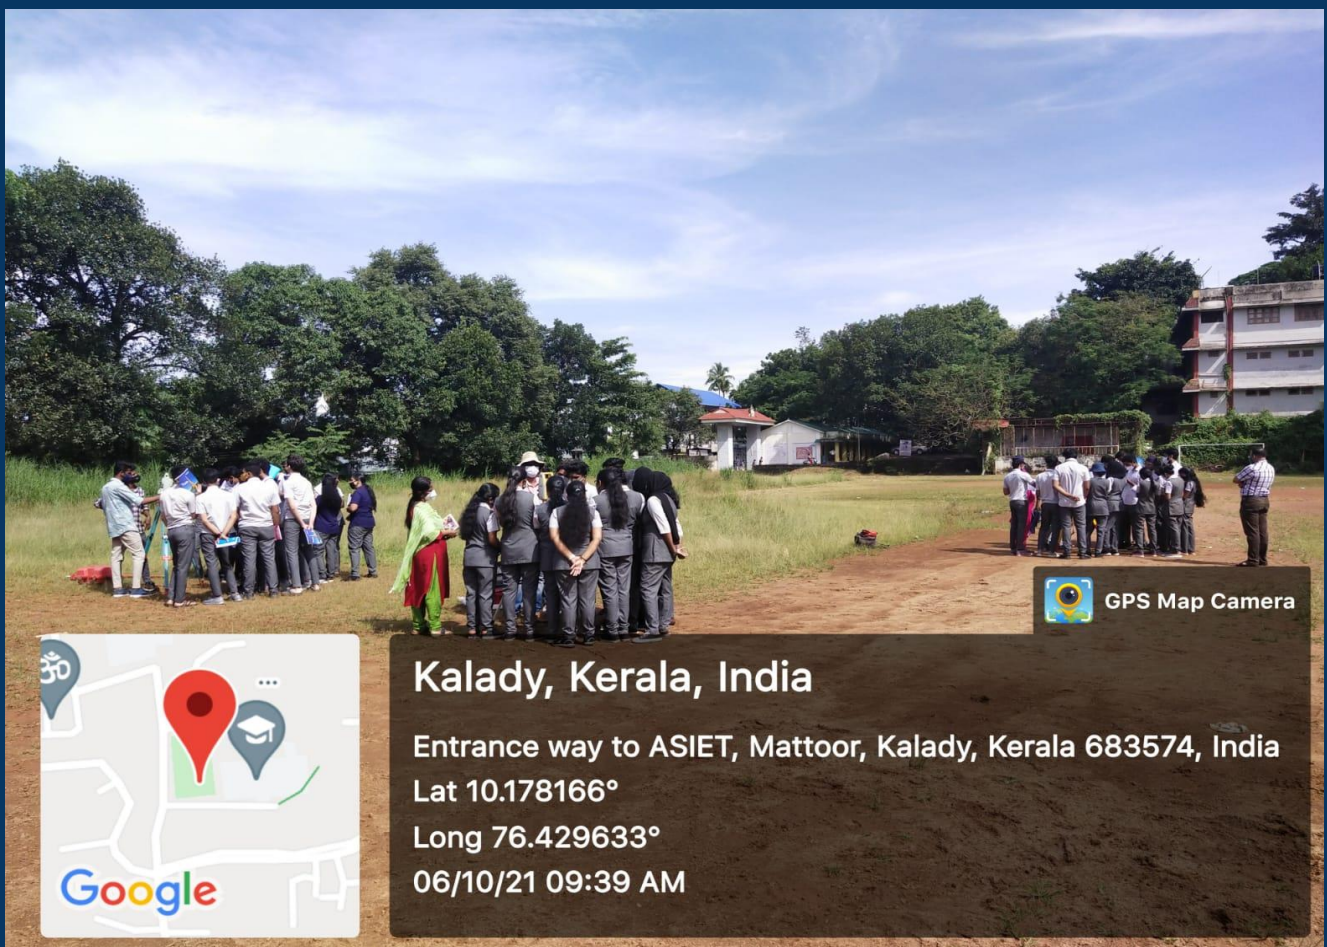 GPS Map Camera
Kalady, Kerala, India
Entrance way to ASIET, Mattoor, Kalady, Kerala 683574, India
Lat 10.178166°
Long 76.429633°
06/10/21 09:39 AM
ॐ
Google